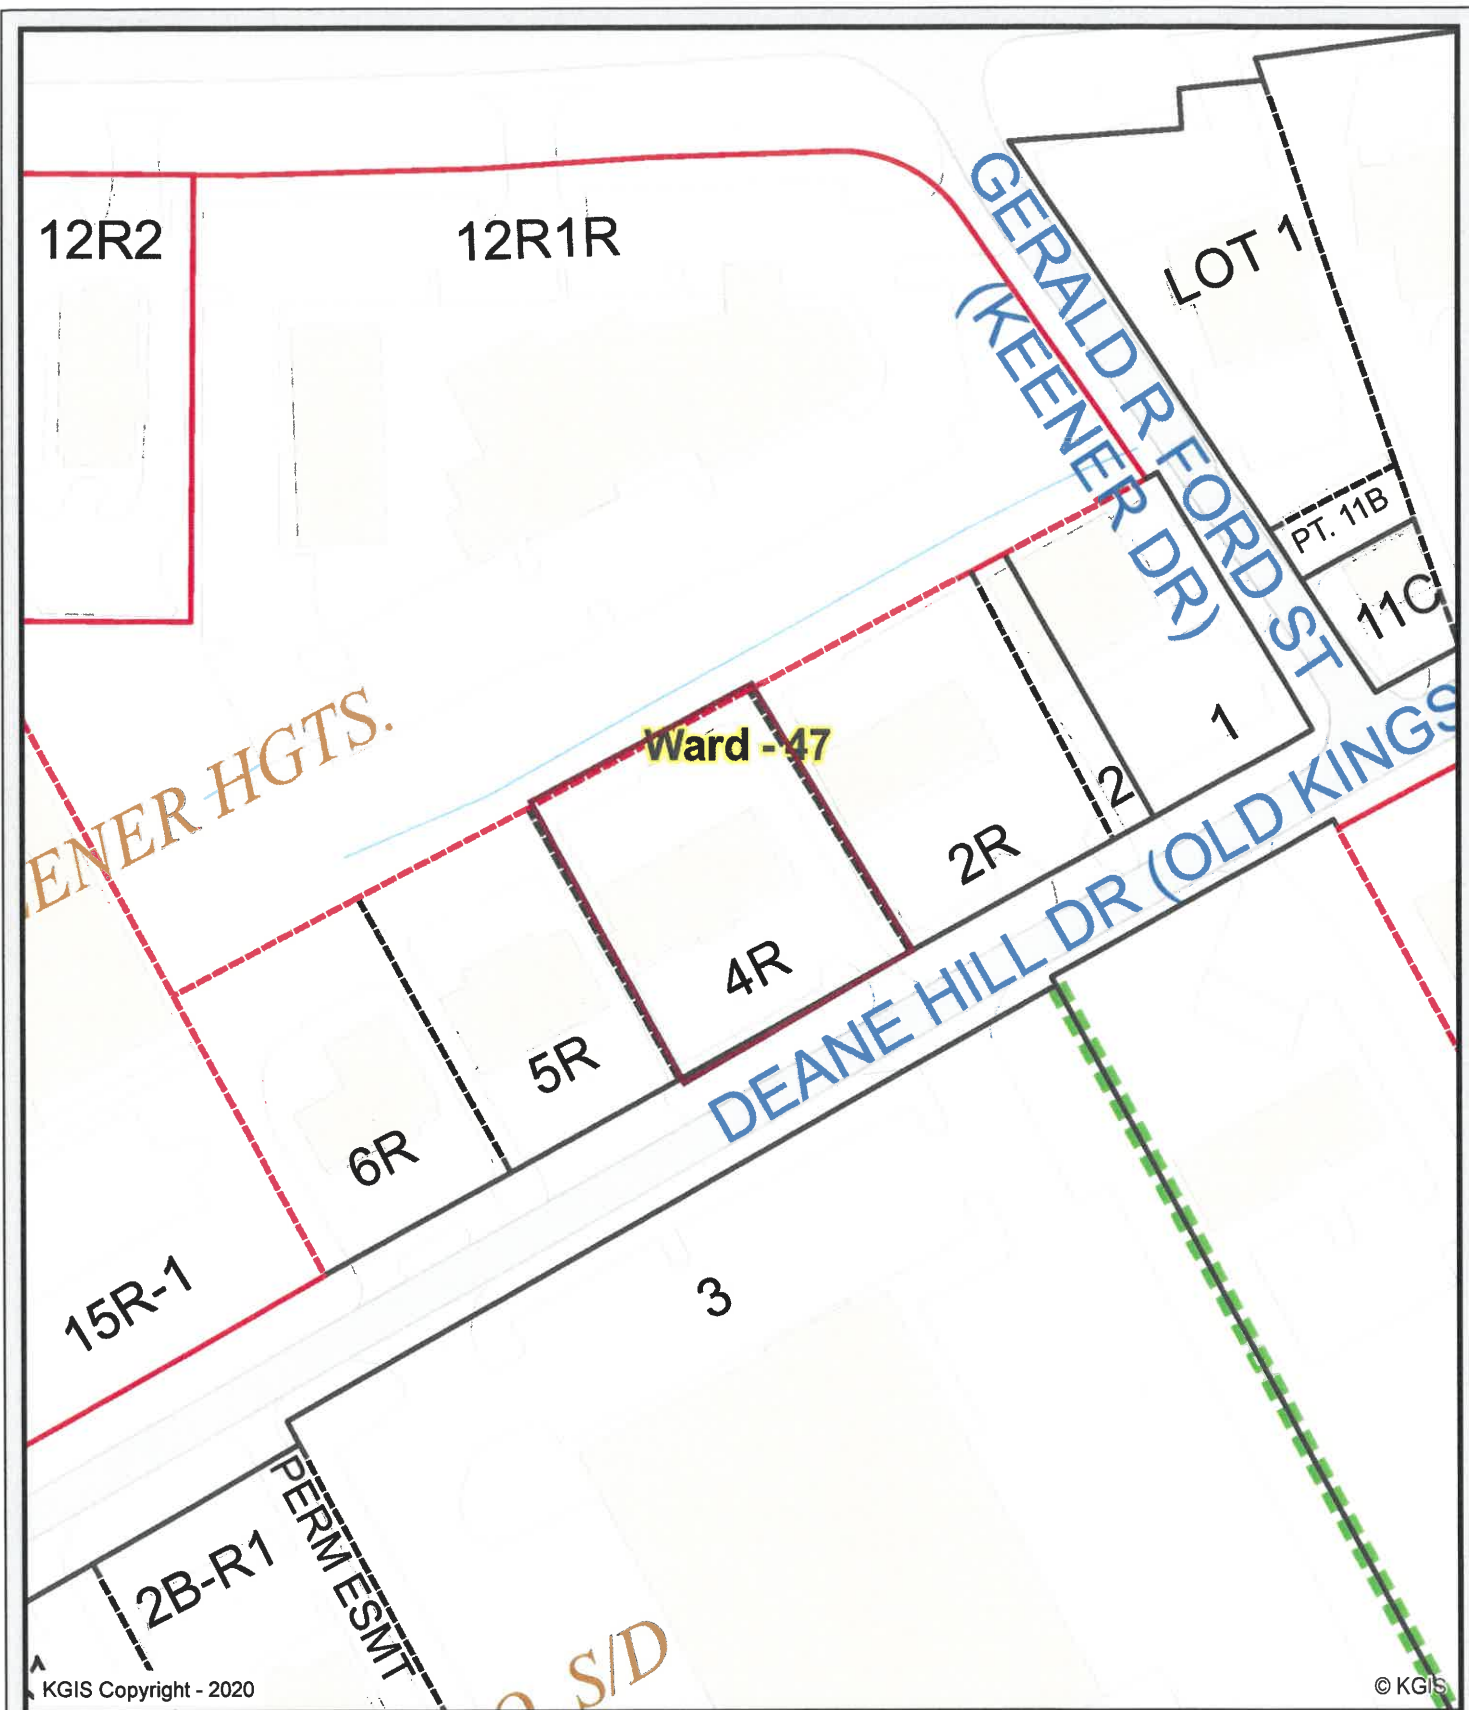 12R2
12R1R
GERALD R FORD ST
(KEENER DR)
LOT 1
PT. 11B
11C
ENER HGTS.
Ward - 47
1
2
2R
4R
5R
6R
DEANE HILL DR (OLD KINGS
15R-1
3
2B-R1
PERM ESMT
S/D
KGIS Copyright - 2020
© KGIS